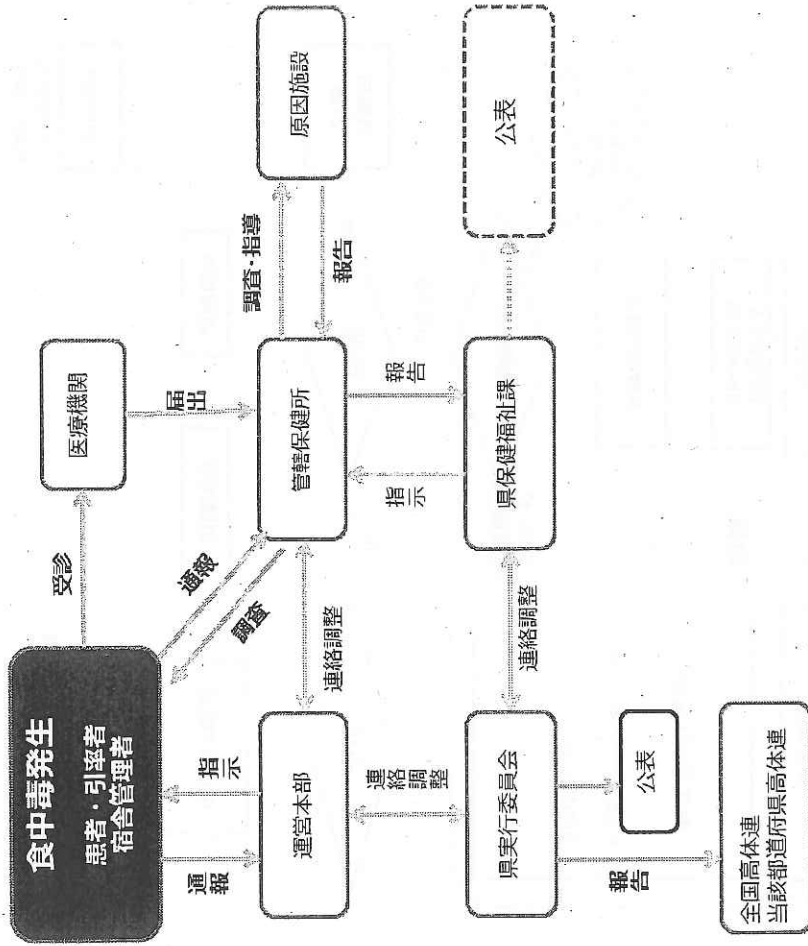 食中毒発生
患者・引率者
宿舎管理者
受診
医療機関
届出
通報
調査
通報
指示
運営本部
連絡調整
管轄保健所
調査・指導
報告
原因施設
連絡調整
指示
報告
県実行委員会
連絡調整
県保健福祉課
公表
報告
公表
全国高体連
当該都道府県高体連